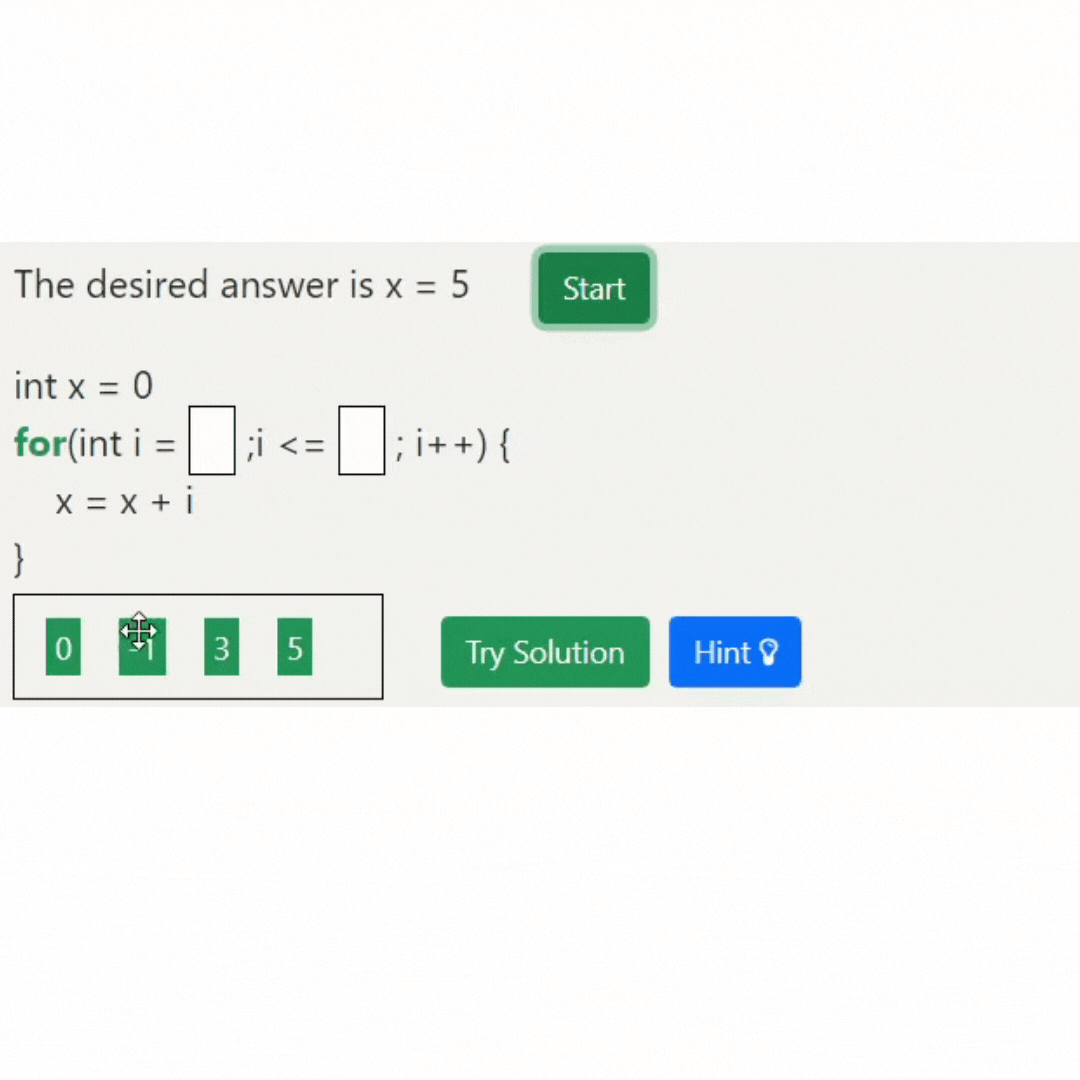 The desired answer is x = 5
Start
int x = 0
for(int i = ;i <= ; i++) {
x = x + i
}
0 -1 3 5
Try Solution
Hint